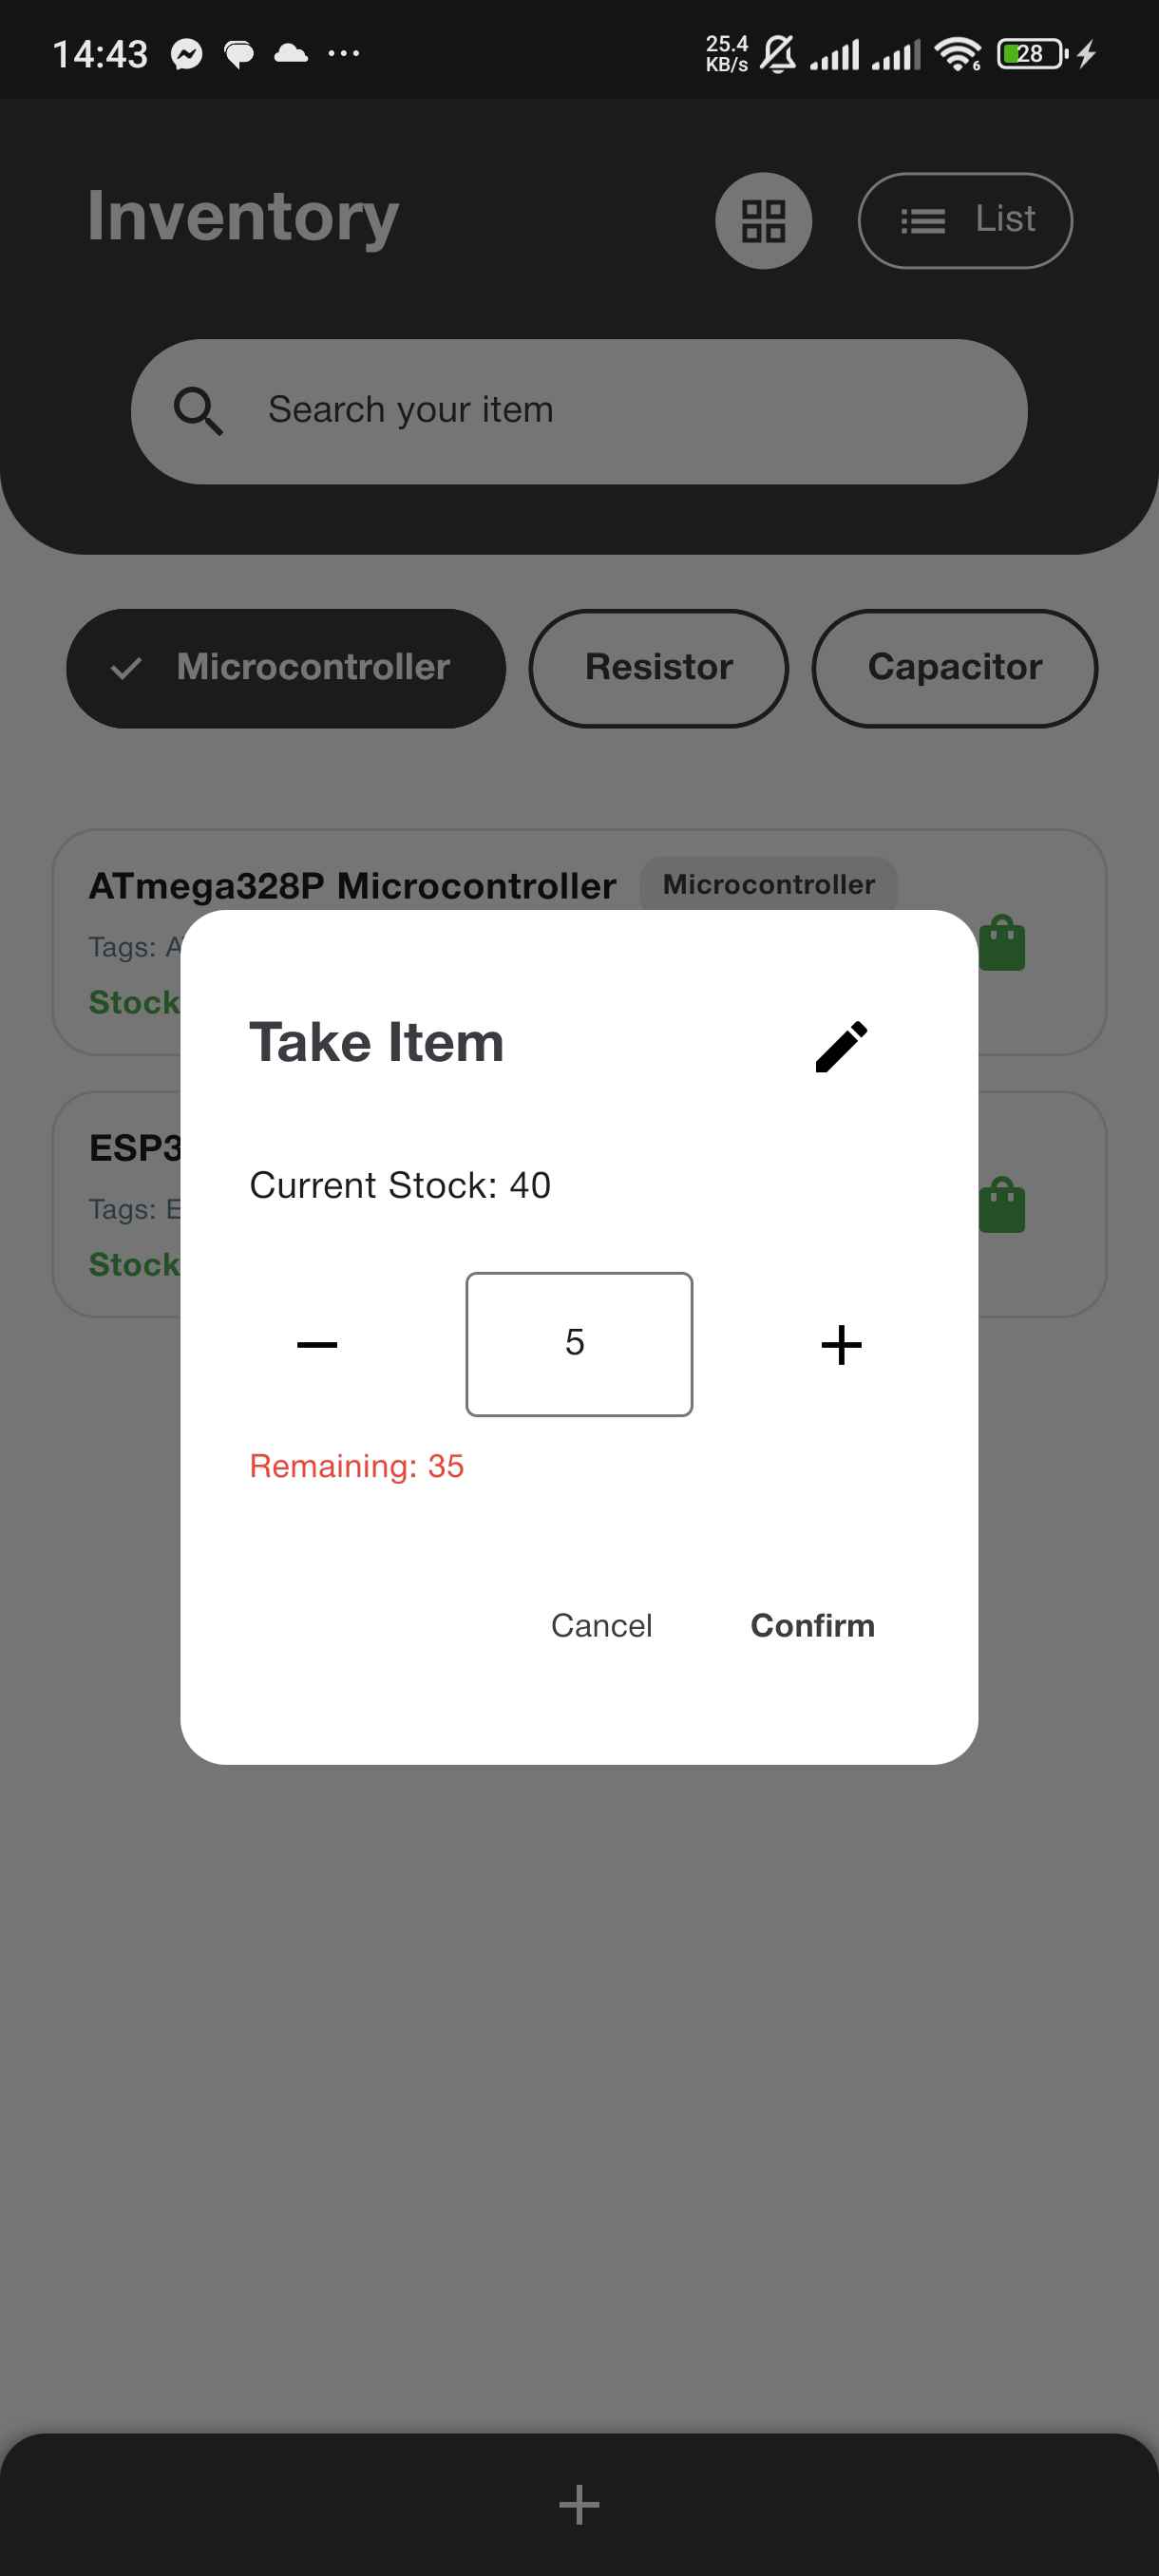 14:43
25.4
KB/s
28
Inventory
List
Search your item
Microcontroller
Resistor
Capacitor
ATmega328P Microcontroller
Microcontroller
Tags: A
Stock
Take Item
Current Stock: 40
ESP3
Tags: E
Stock
5
Remaining: 35
Cancel
Confirm